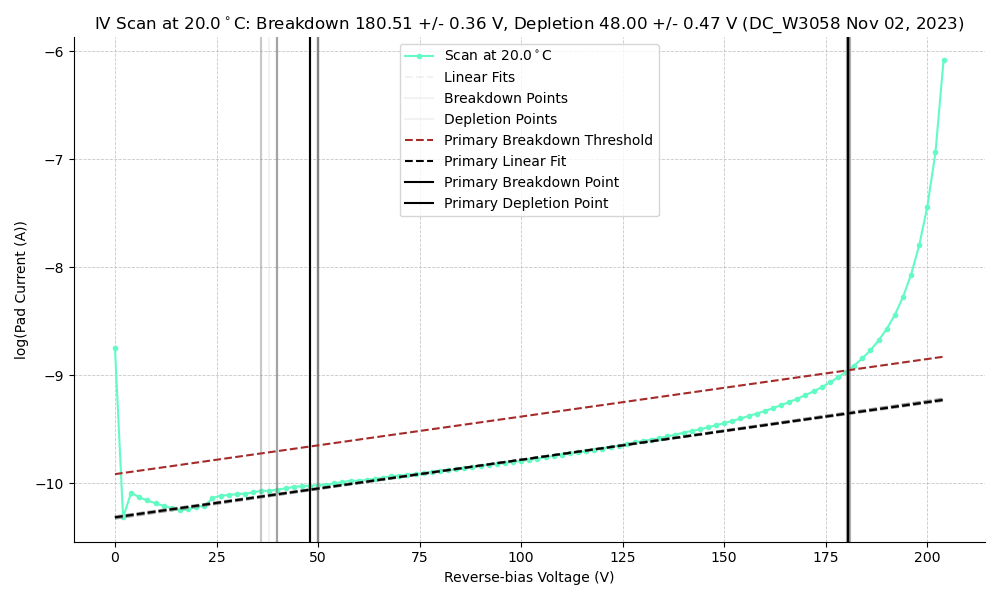 IV Scan at 20.0°C: Breakdown 180.51 +/- 0.36 V, Depletion 48.00 +/- 0.47 V (DC_W3058 Nov 02, 2023)
Scan at 20.0°C
Linear Fits
Breakdown Points
Depletion Points
Primary Breakdown Threshold
Primary Linear Fit
Primary Breakdown Point
Primary Depletion Point
log(Pad Current (A))
−6
−7
−8
−9
−10
0 25 50 75 100 125 150 175 200
Reverse-bias Voltage (V)